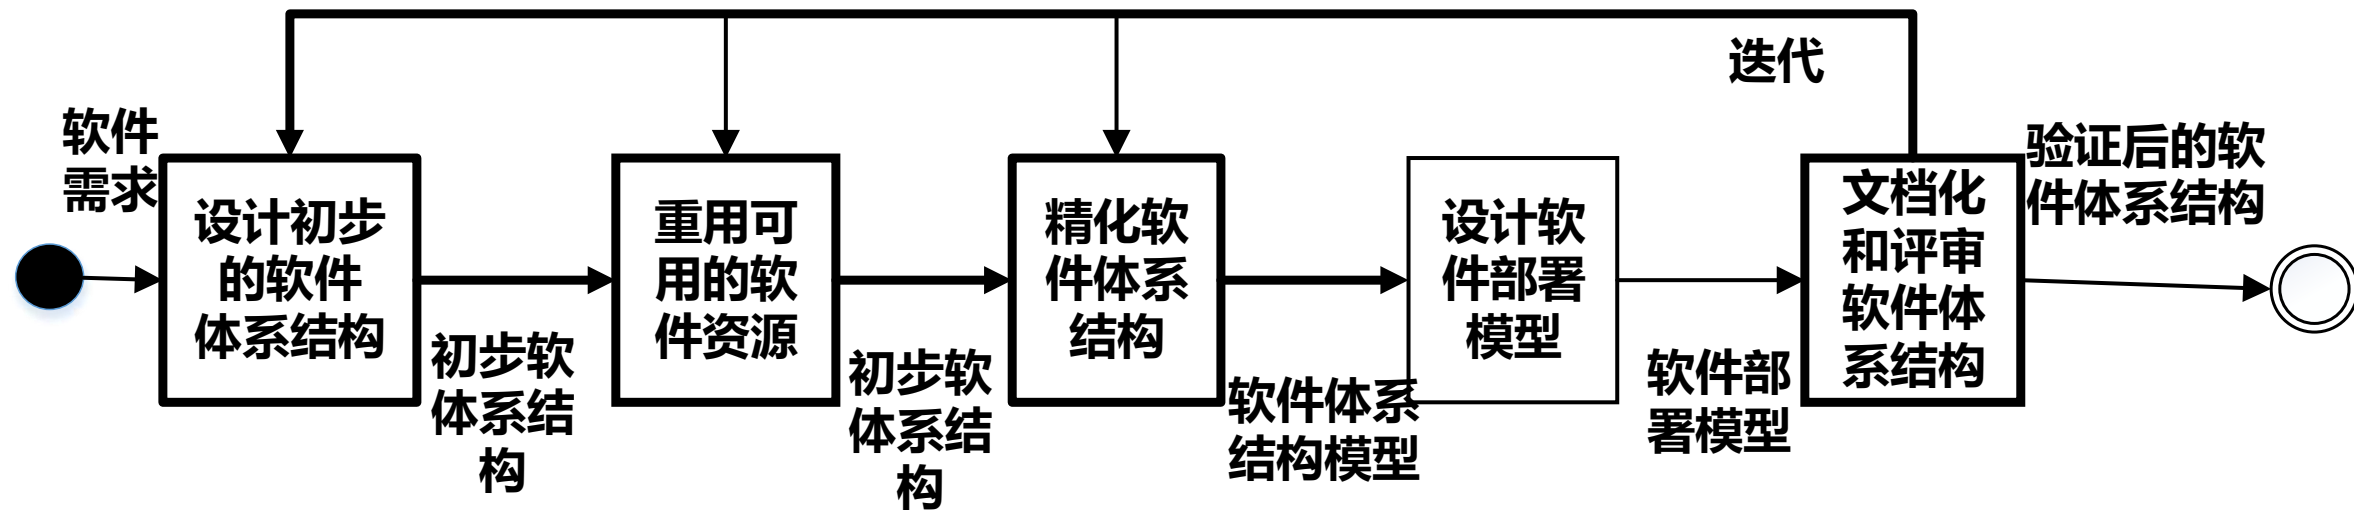 迭代
软件
需求
设计初步
的软件
体系结构
初步软
体系结
构
重用可
用的软
件资源
初步软
体系结
构
精化软
件体系
结构
软件体系
结构模型
设计软
件部署
模型
软件部
署模型
文档化
和评审
软件体
系结构
验证后的软
件体系结构